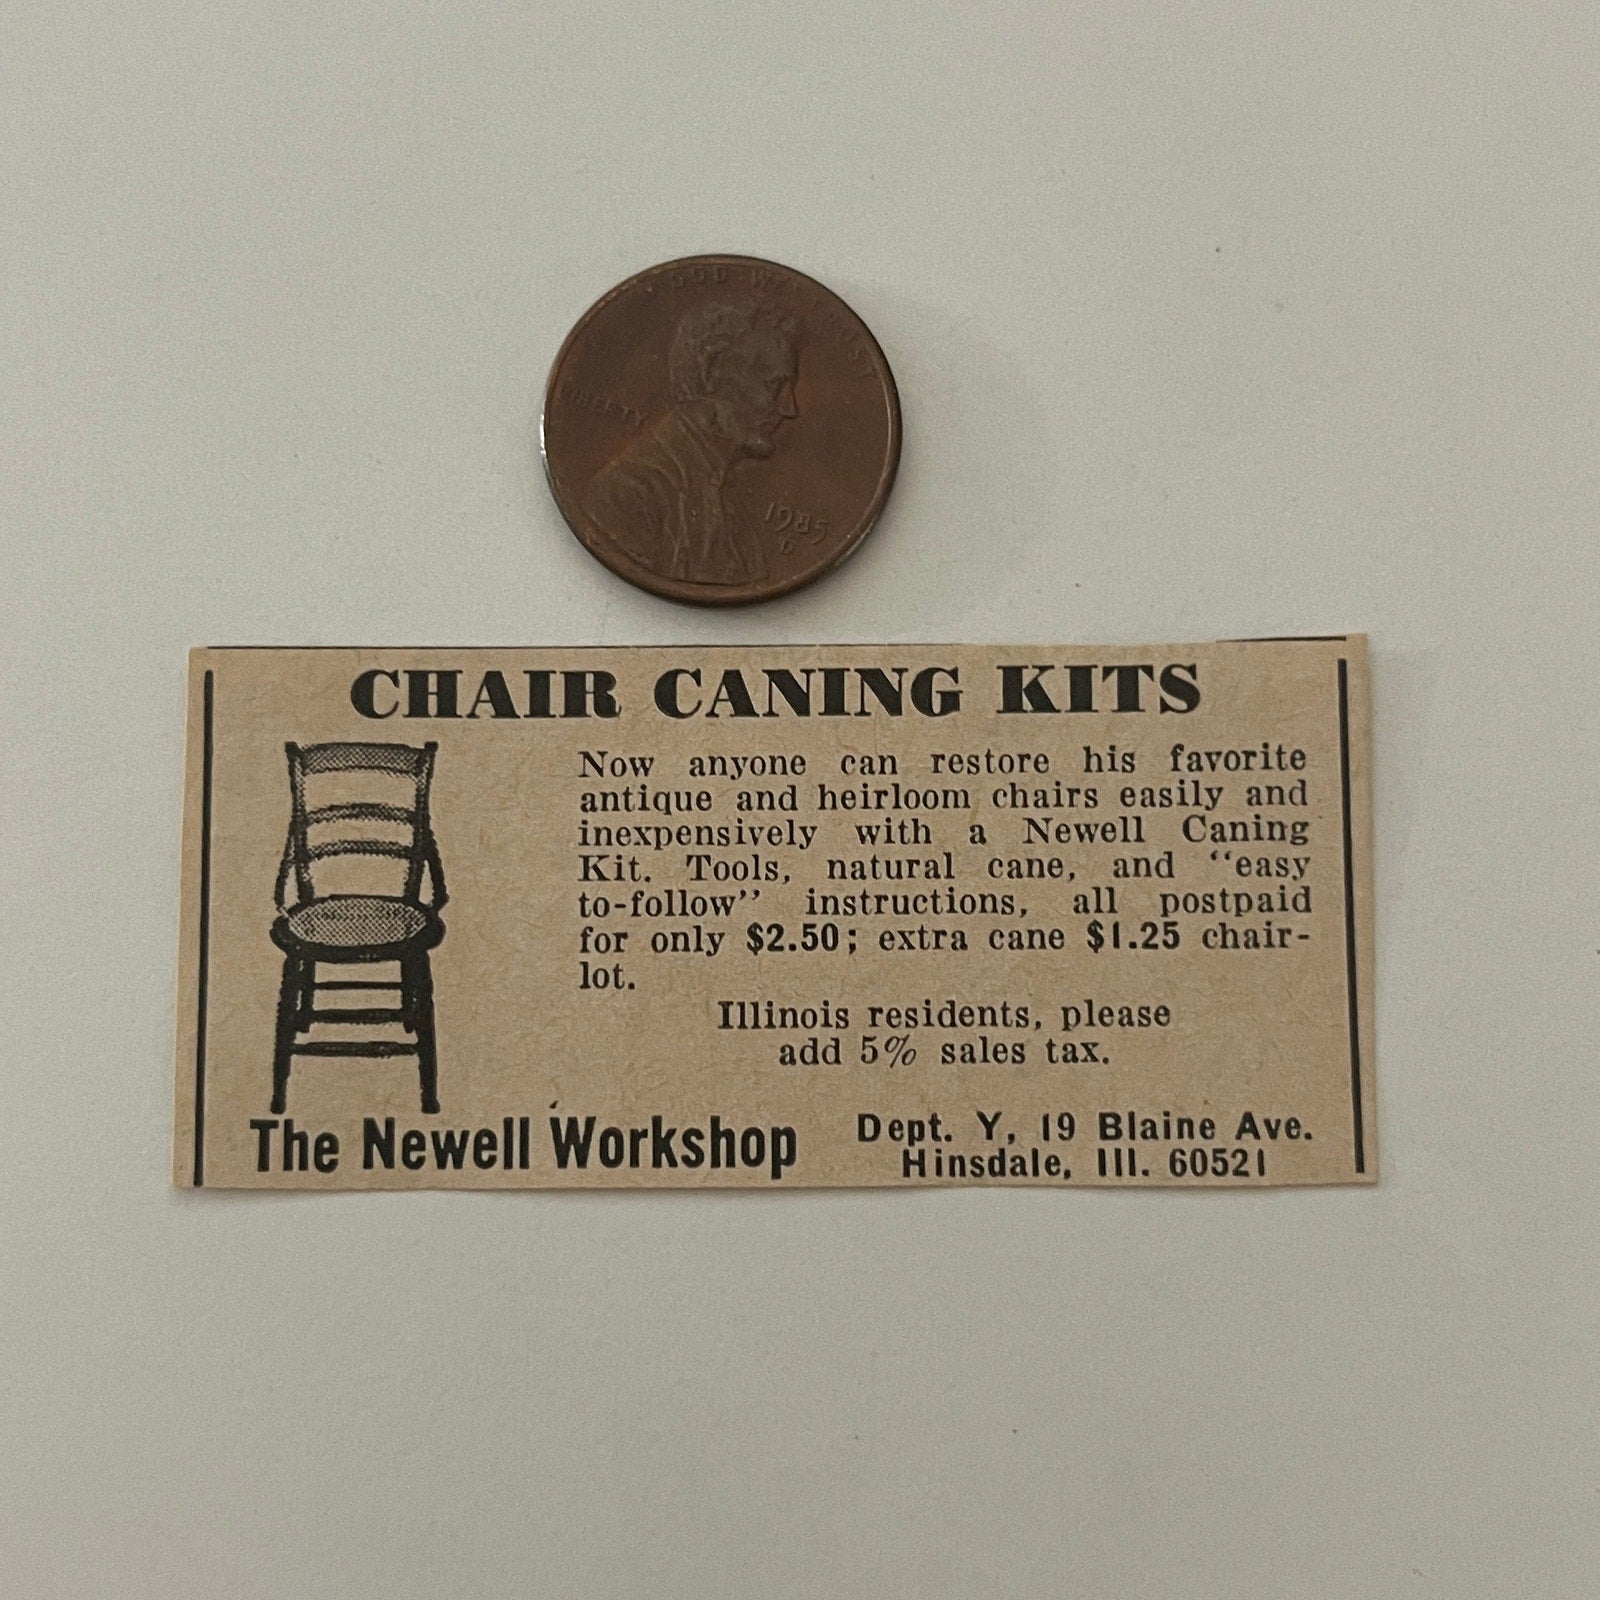 GOD WE TRUST
LIBERTY
1985
D
CHAIR CANING KITS
Now anyone can restore his favorite
antique and heirloom chairs easily and
inexpensively with a Newell Caning
Kit. Tools, natural cane, and “easy
to-follow” instructions, all postpaid
for only $2.50; extra cane $1.25 chair-
lot.
Illinois residents, please
add 5% sales tax.
The Newell Workshop
Dept. Y, 19 Blaine Ave.
Hinsdale, Ill. 60521